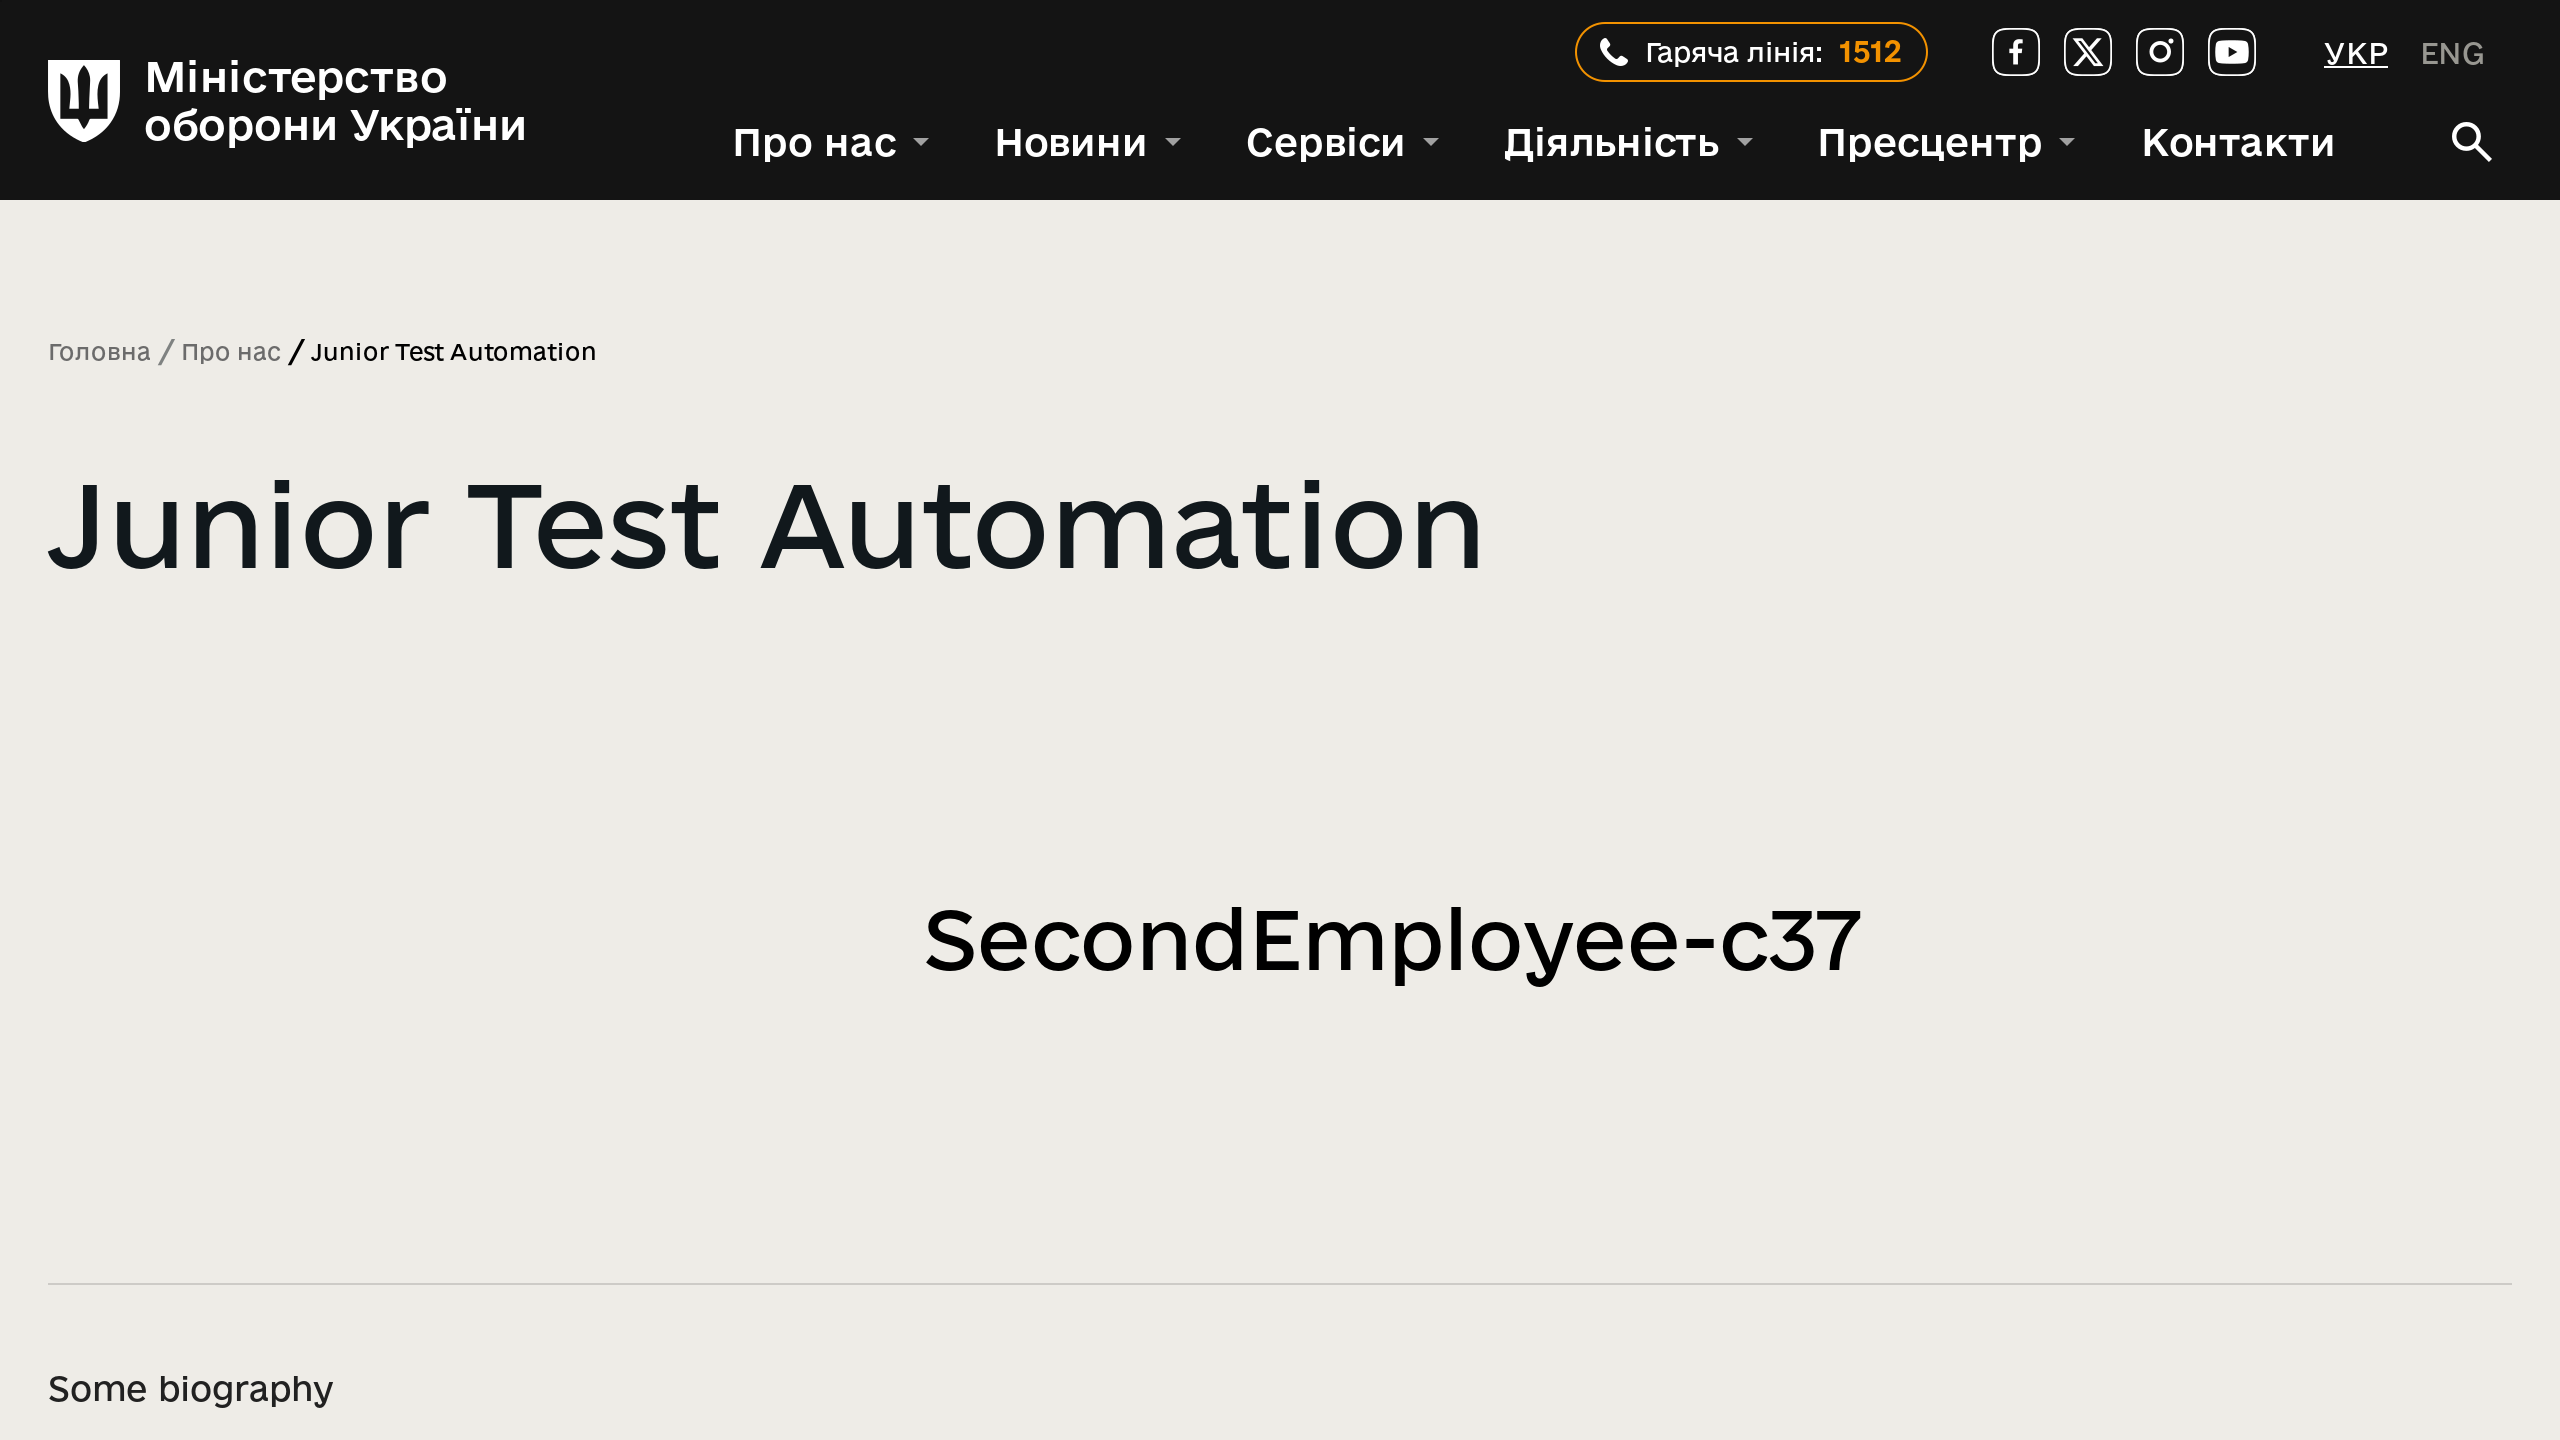 Міністерство
оборони України
Гаряча лінія: 1512
УКР ENG
Про нас Новини Сервіси Діяльність Пресцентр Контакти
Головна / Про нас / Junior Test Automation
Junior Test Automation
SecondEmployee-c37
Some biography